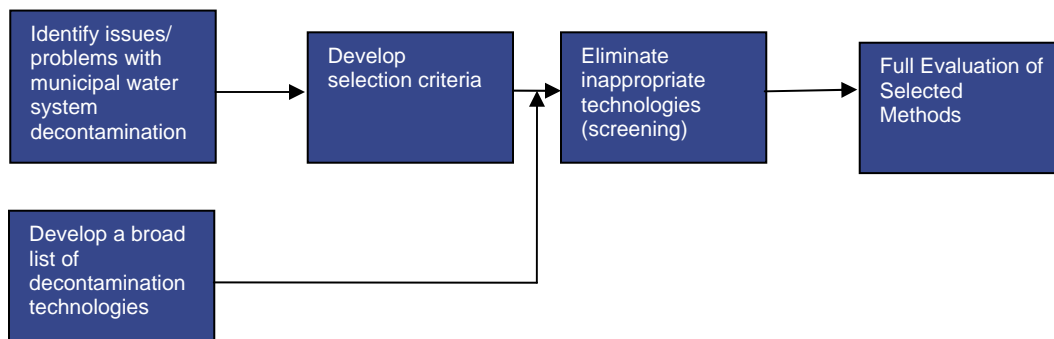 Identify issues/
problems with
municipal water
system
decontamination
Develop
selection criteria
Eliminate
inappropriate
technologies
(screening)
Full Evaluation of
Selected
Methods
Develop a broad
list of
decontamination
technologies